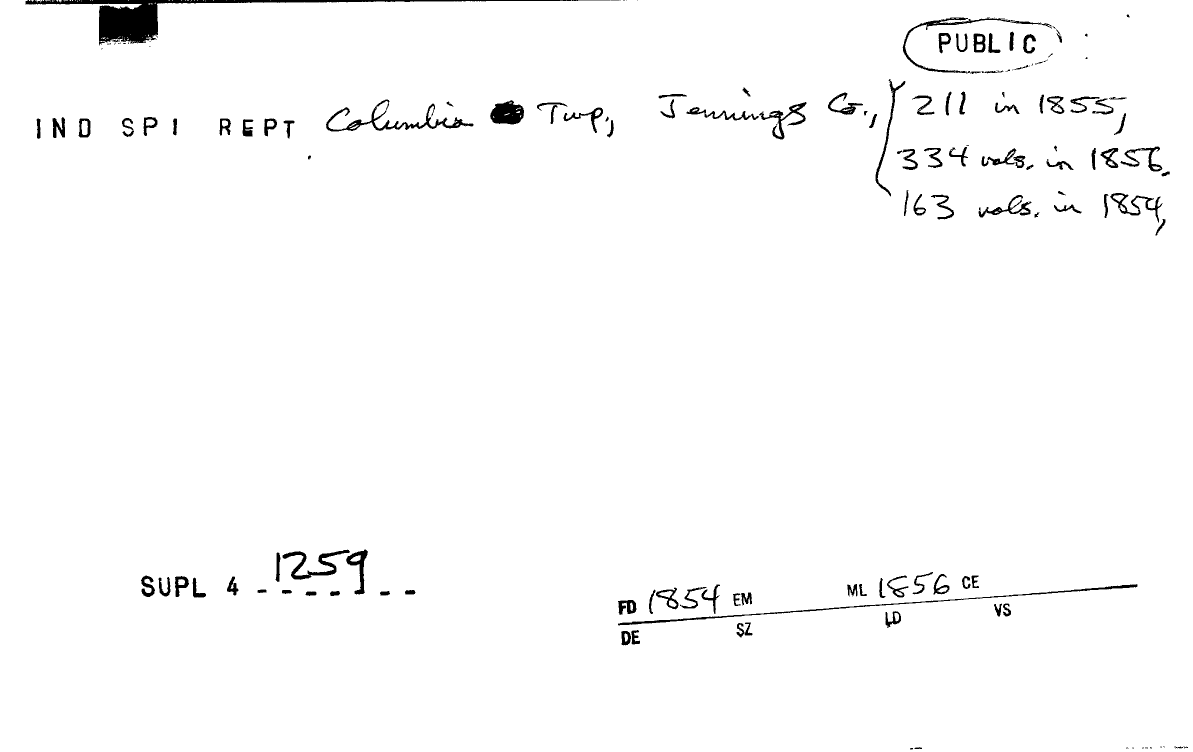 PUBLIC
IND SPI REPT Columbia Twp, Jennings Co., 211 in 1855,
334 vols. in 1856.
163 vols. in 1854,
SUPL 4 1259
FD 1854 EM ML 1856 CE
DE SZ LD VS